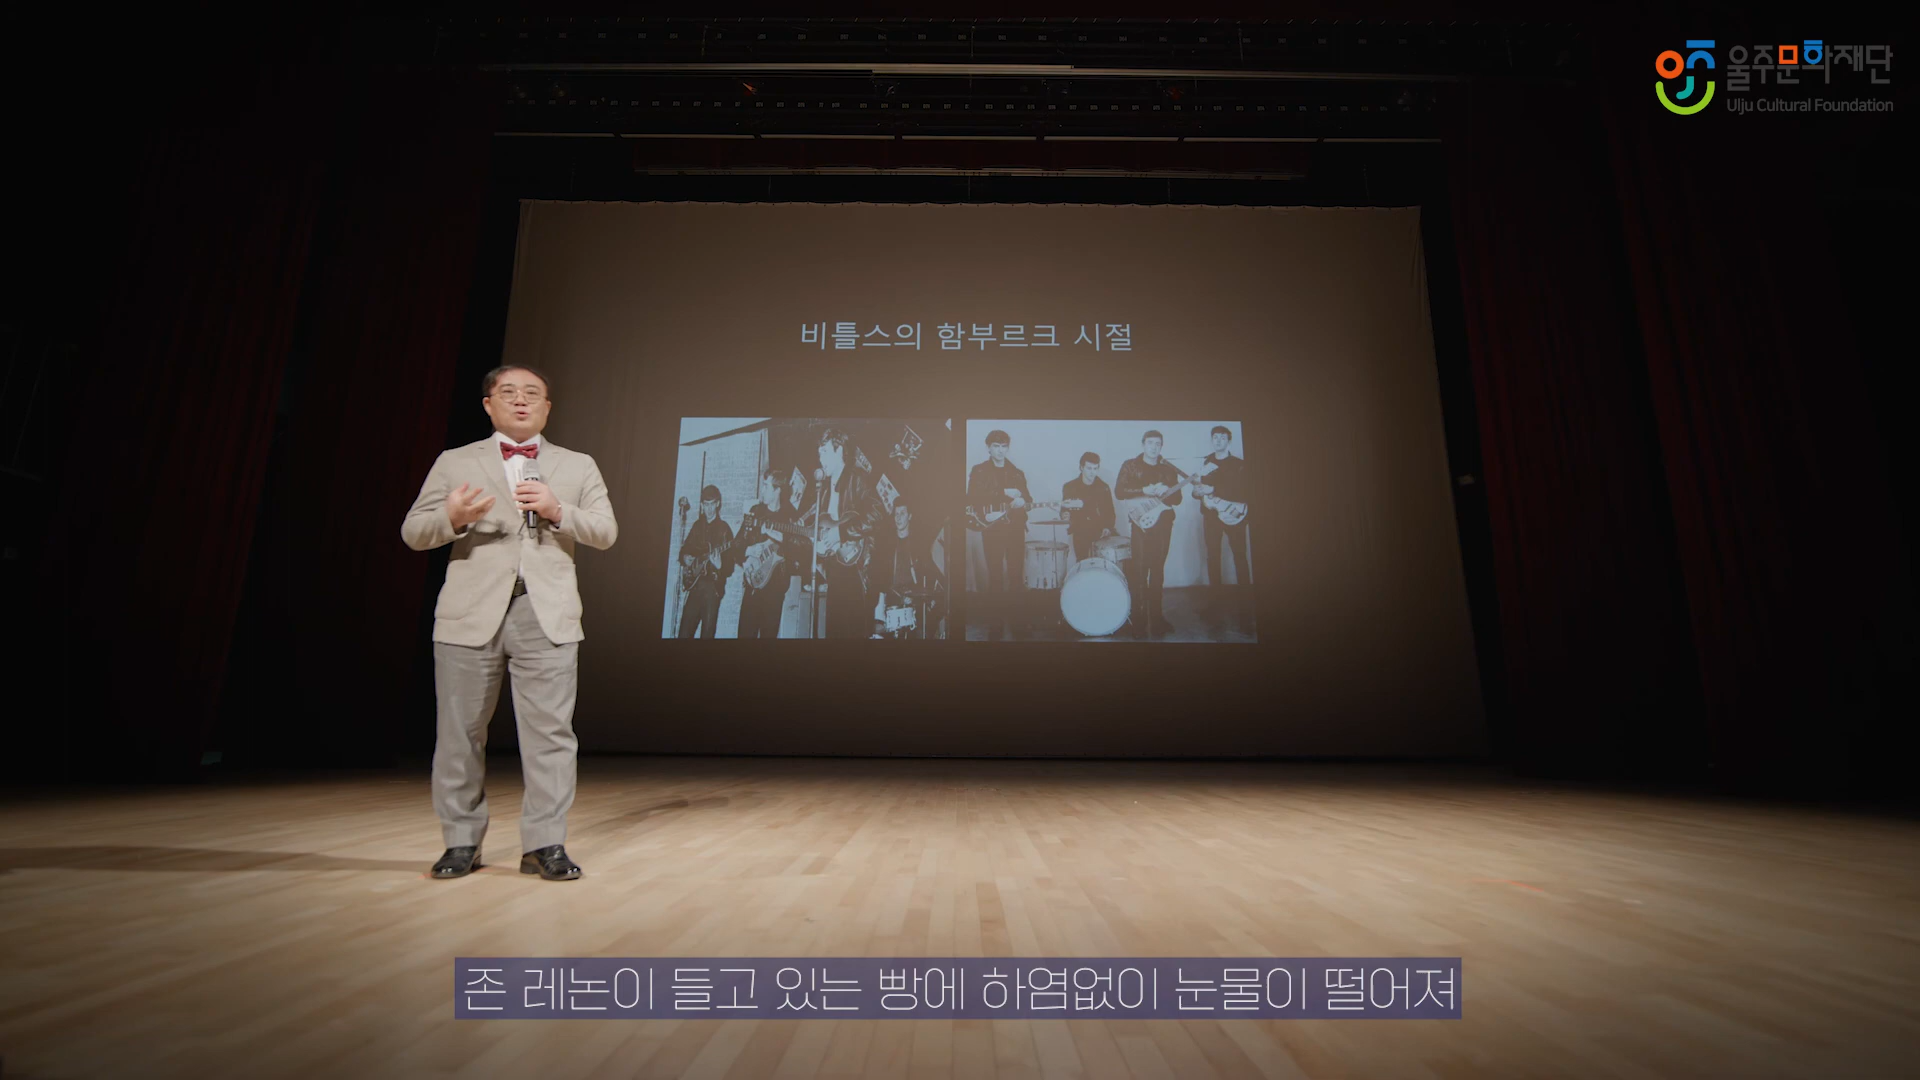 울주문화재단
Ulju Cultural Foundation
비틀스의 함부르크 시절
존 레논이 들고 있는 빵에 하염없이 눈물이 떨어져